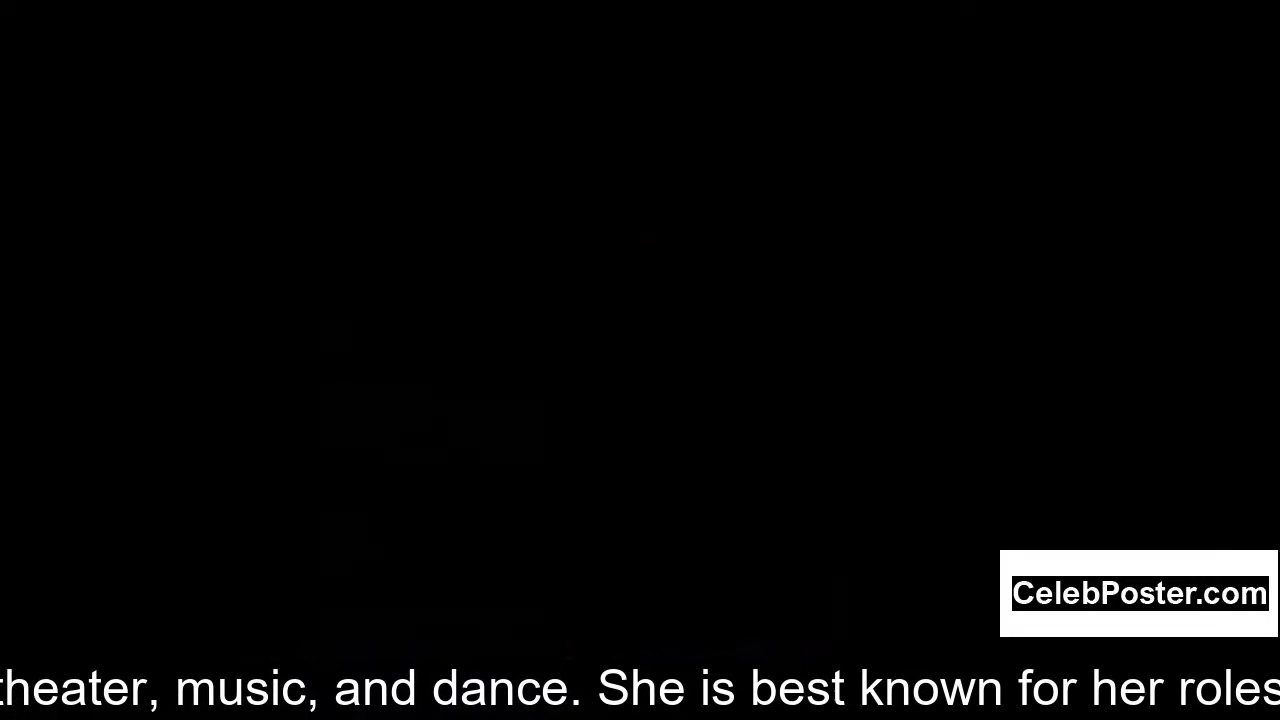 CelebPoster.com
theater, music, and dance. She is best known for her roles